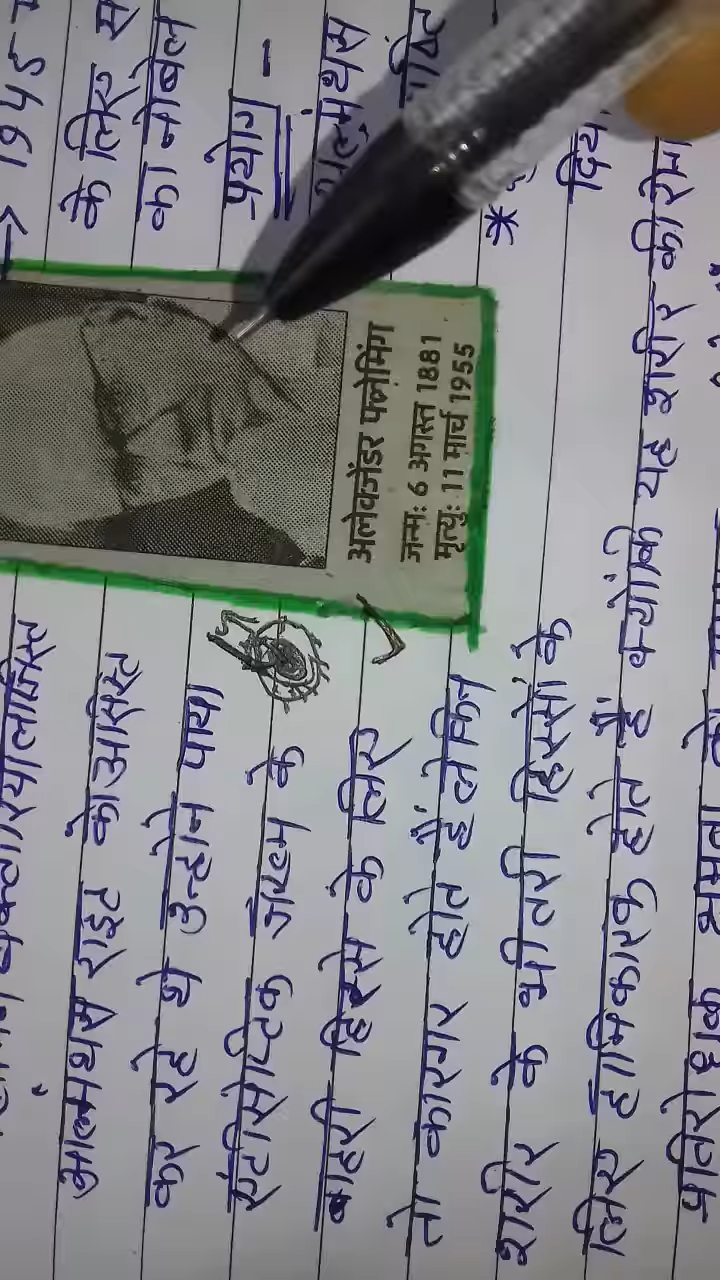 → 1945
के लिए
का नोबेल
प्रयोग -
अलेक्जेंडर फ्लेमिंग
जन्म: 6 अगस्त 1881
मृत्यु: 11 मार्च 1955
आल्मथस राइट को असिस्ट
कर रहे थे उन्होंने पाया
एंटीसेप्टिक जख्म के
बाहरी हिस्से के लिए
तो कारगर होते हैं लेकिन
शरीर के भीतरी हिस्सों के
लिए हानिकारक होते हैं क्योंकि यह शरीर की रोग
प्रतिरोधक क्षमता को